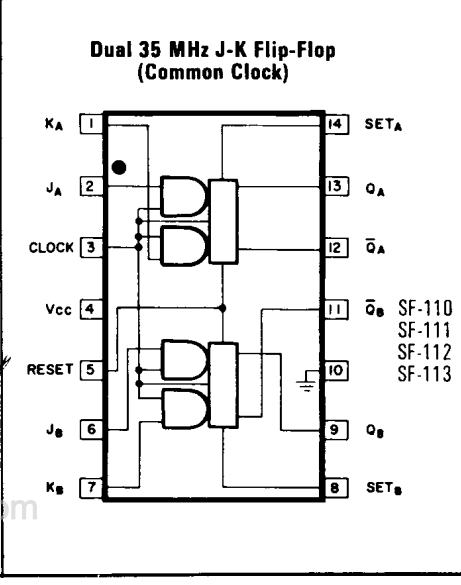 Dual 35 MHz J-K Flip-Flop
(Common Clock)
KA 1
14 SETA
JA 2
13 QA
CLOCK 3
12 Q̅A
Vcc 4
11 Q̅B SF-110
SF-111
SF-112
SF-113
RESET 5
10
JB 6
9 QB
KB 7
8 SETB
om